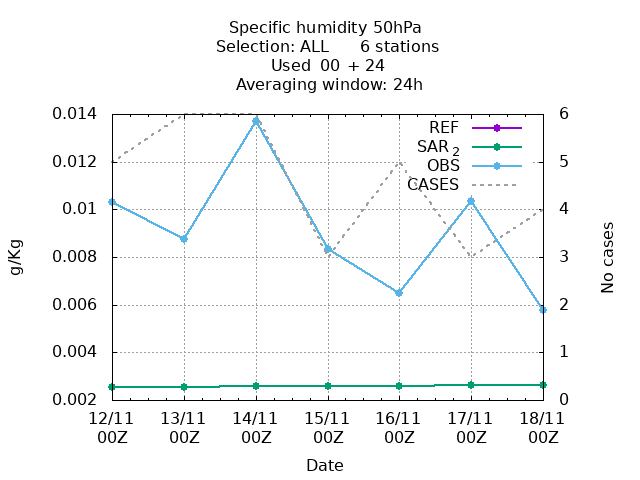 Specific humidity 50hPa
Selection: ALL 6 stations
Used 00 + 24
Averaging window: 24h
REF
SAR 2
OBS
CASES
0.014
0.012
0.01
0.008
0.006
0.004
0.002
g/Kg
6
5
4
3
2
1
0
No cases
12/11 13/11 14/11 15/11 16/11 17/11 18/11
00Z 00Z 00Z 00Z 00Z 00Z 00Z
Date